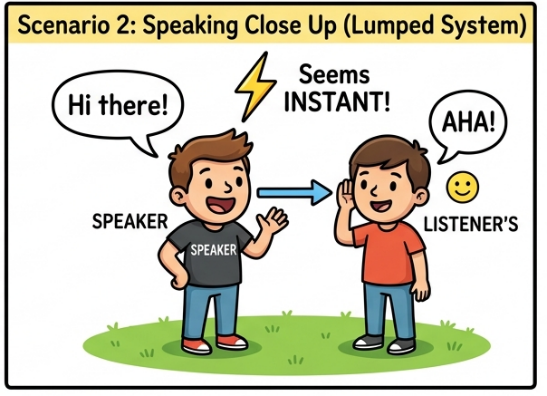 Scenario 2: Speaking Close Up (Lumped System)
Hi there!
Seems
INSTANT!
AHA!
SPEAKER
SPEAKER
LISTENER'S